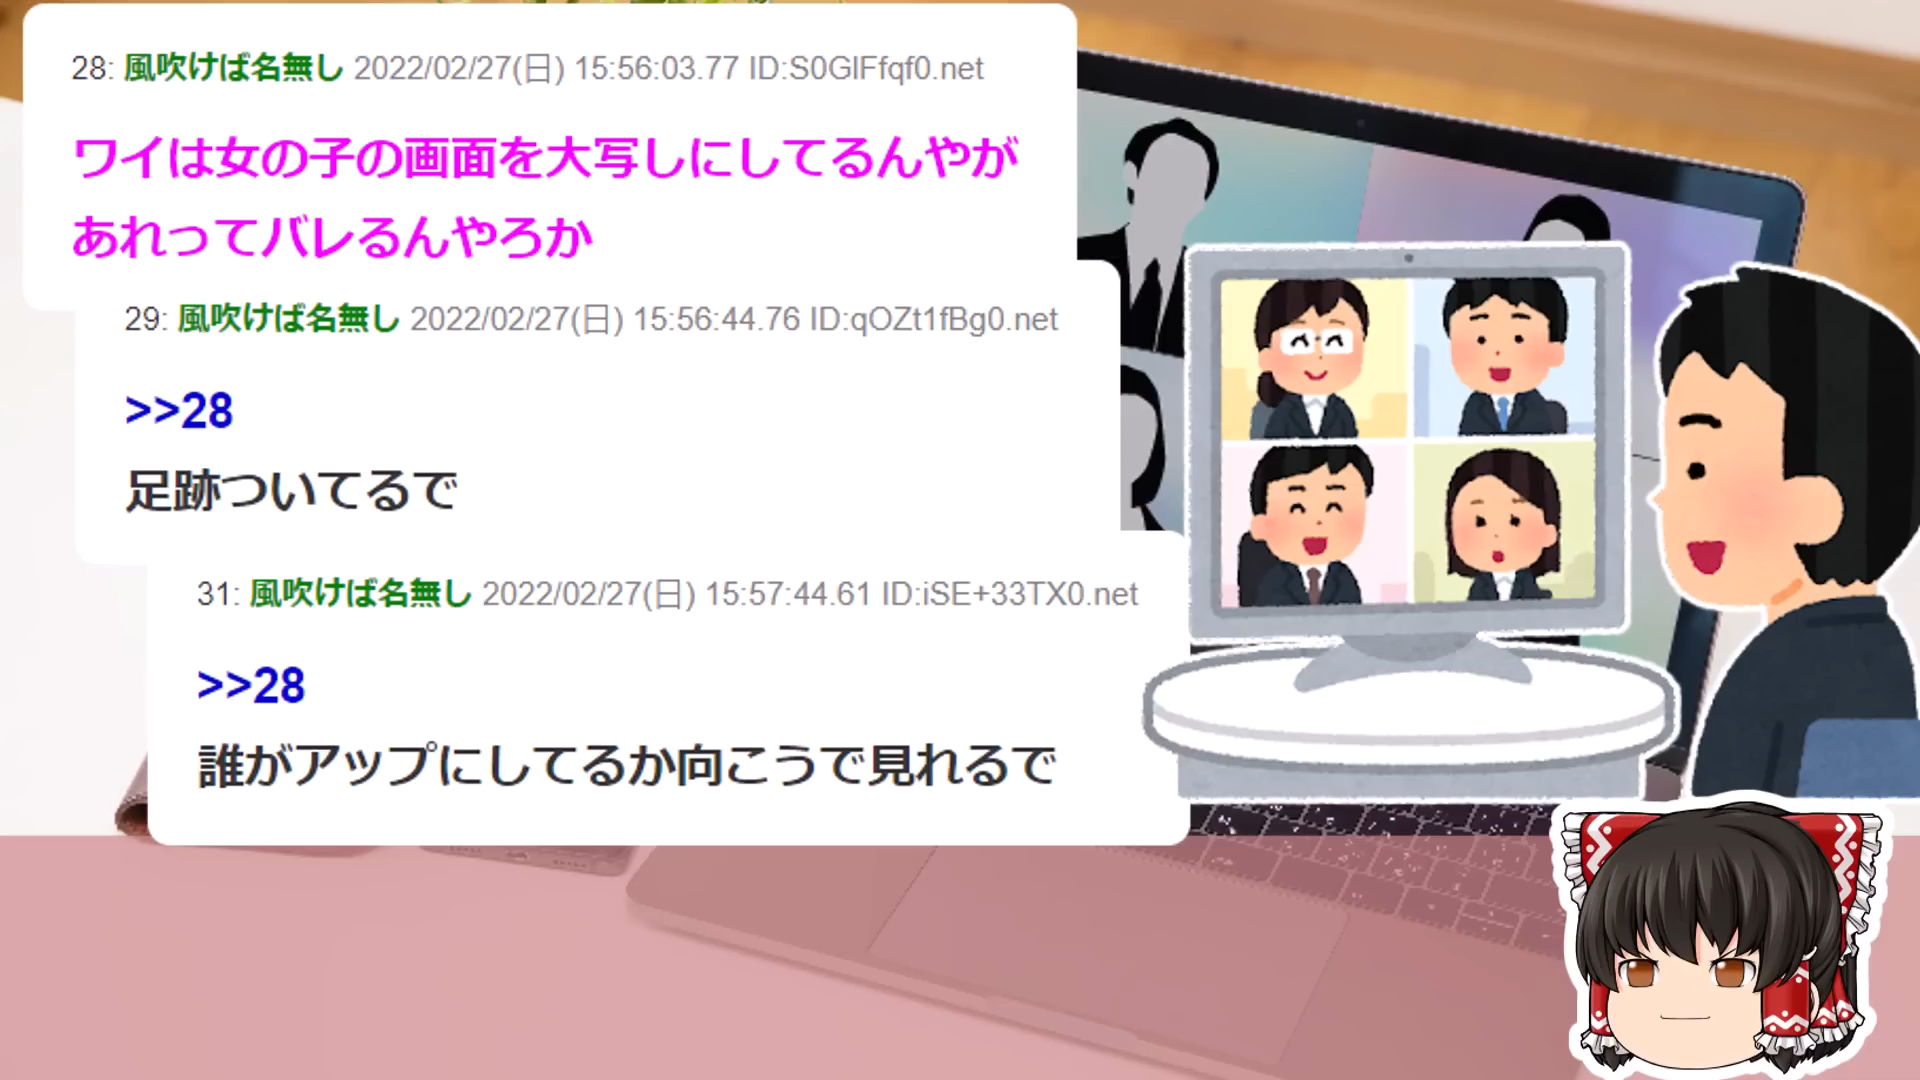 28: 風吹けば名無し 2022/02/27(日) 15:56:03.77 ID:S0GlFfqf0.net
ワイは女の子の画面を大写しにしてるんやが
あれってバレるんやろか
29: 風吹けば名無し 2022/02/27(日) 15:56:44.76 ID:qOZt1fBg0.net
>>28
足跡ついてるで
31: 風吹けば名無し 2022/02/27(日) 15:57:44.61 ID:iSE+33TX0.net
>>28
誰がアップにしてるか向こうで見れるで